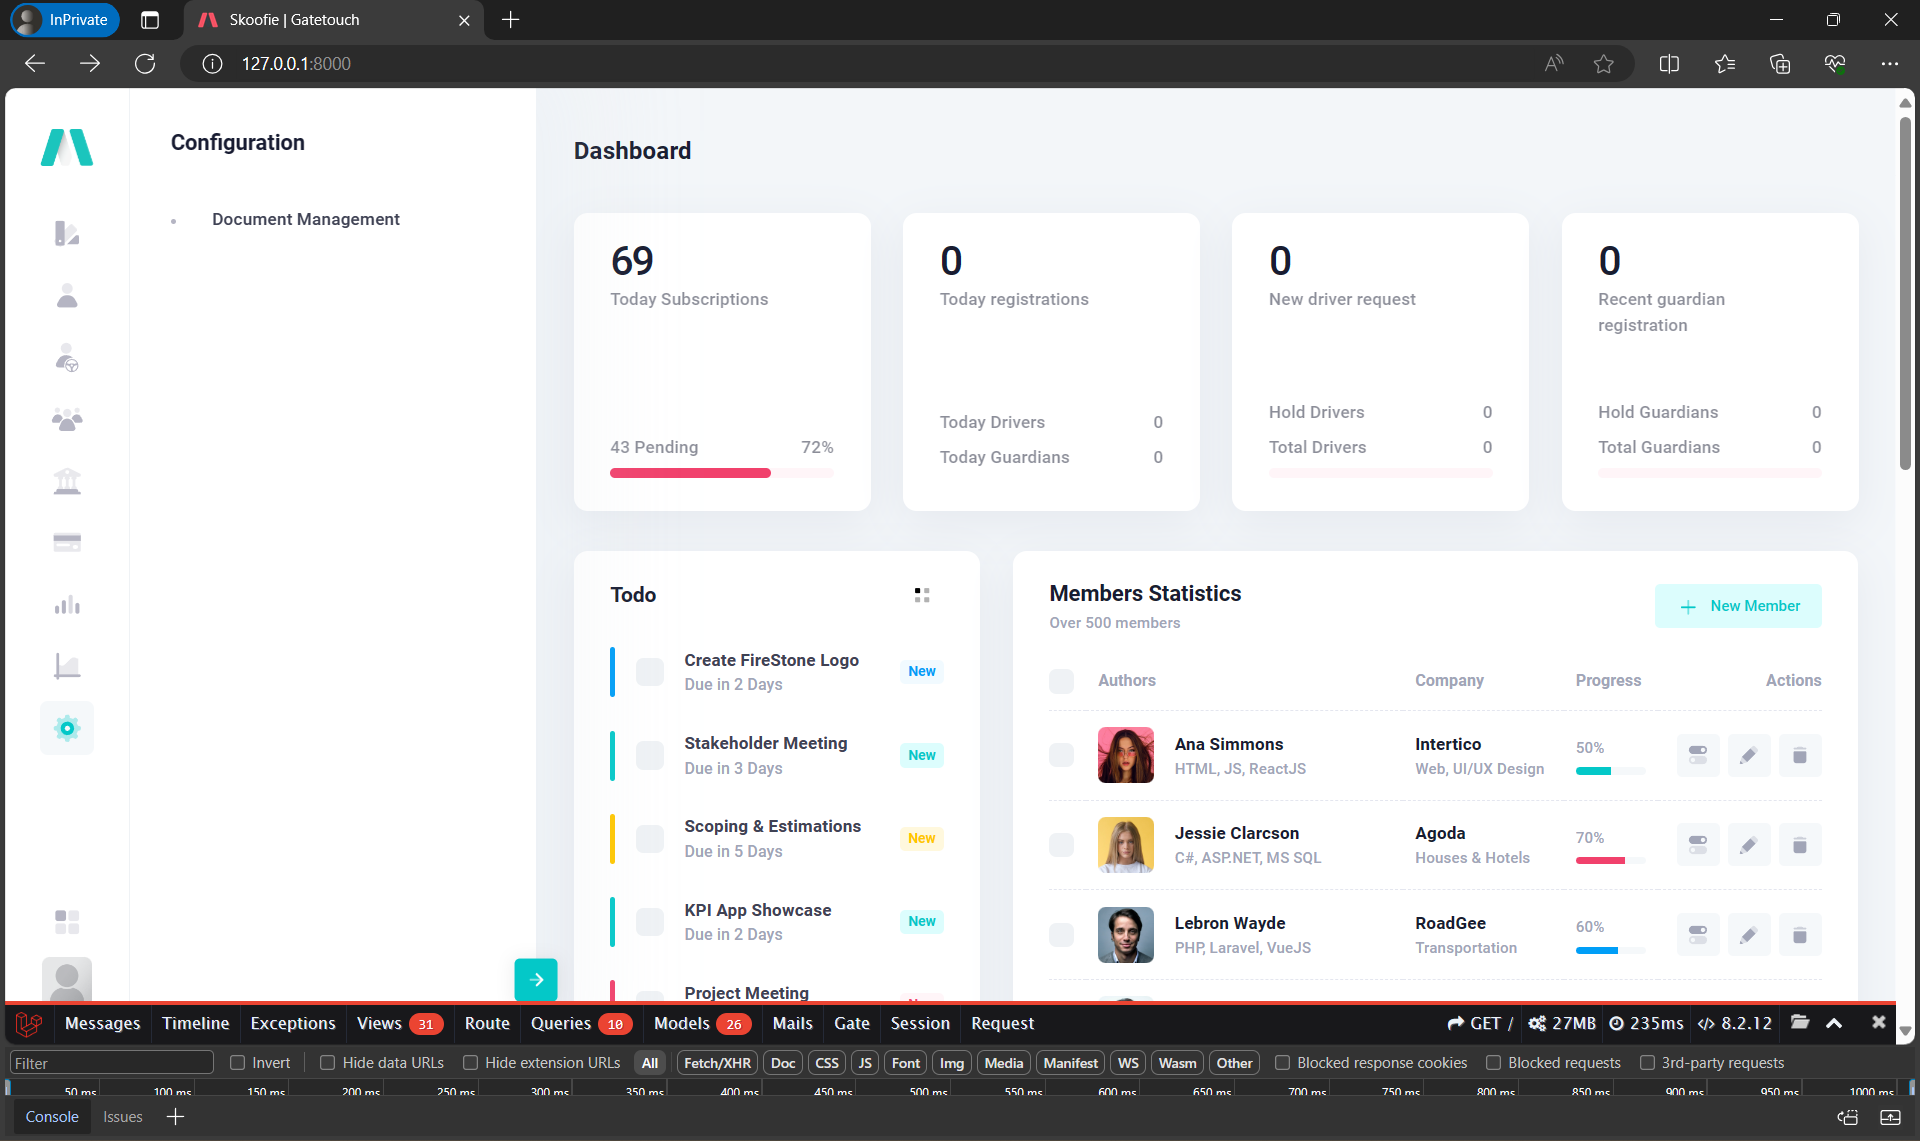 InPrivate
Skoofie | Gatetouch
127.0.0.1:8000
Configuration
Document Management
Dashboard
69
Today Subscriptions
43 Pending 72%
0
Today registrations
Today Drivers 0
Today Guardians 0
0
New driver request
Hold Drivers 0
Total Drivers 0
0
Recent guardian
registration
Hold Guardians 0
Total Guardians 0
Todo
Create FireStone Logo
Due in 2 Days
New
Stakeholder Meeting
Due in 3 Days
New
Scoping & Estimations
Due in 5 Days
New
KPI App Showcase
Due in 2 Days
New
Project Meeting
Members Statistics
Over 500 members
New Member
Authors Company Progress Actions
Ana Simmons Intertico 50%
HTML, JS, ReactJS Web, UI/UX Design
Jessie Clarcson Agoda 70%
C#, ASP.NET, MS SQL Houses & Hotels
Lebron Wayde RoadGee 60%
PHP, Laravel, VueJS Transportation
Messages Timeline Exceptions Views 31 Route Queries 10 Models 26 Mails Gate Session Request GET / 27MB 235ms 8.2.12
Filter Invert Hide data URLs Hide extension URLs All Fetch/XHR Doc CSS JS Font Img Media Manifest WS Wasm Other Blocked response cookies Blocked requests 3rd-party requests
50 ms 100 ms 150 ms 200 ms 250 ms 300 ms 350 ms 400 ms 450 ms 500 ms 550 ms 600 ms 650 ms 700 ms 750 ms 800 ms 850 ms 900 ms 950 ms 1000 ms
Console Issues